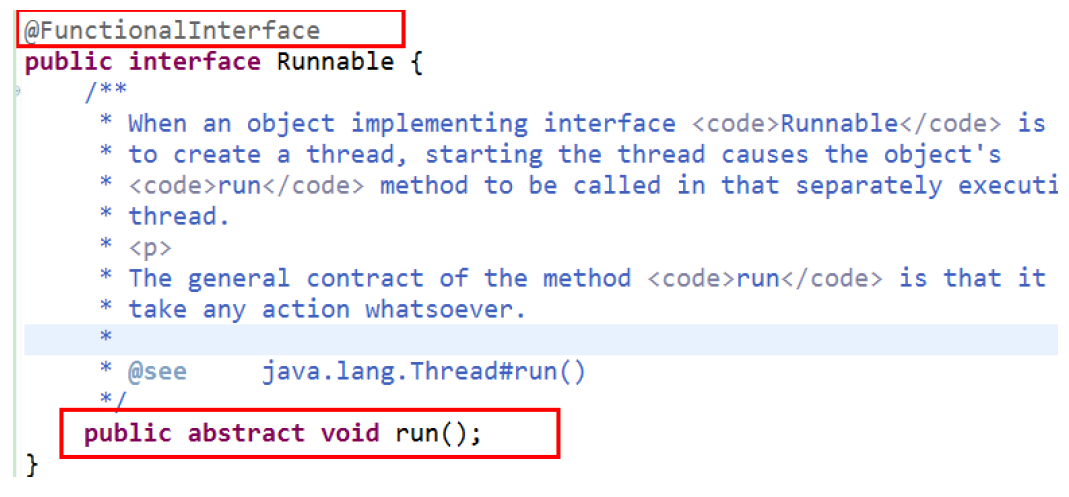 @FunctionalInterface
public interface Runnable {
/**
* When an object implementing interface <code>Runnable</code> is
* to create a thread, starting the thread causes the object's
* <code>run</code> method to be called in that separately executi
* thread.
* <p>
* The general contract of the method <code>run</code> is that it
* take any action whatsoever.
*
* @see java.lang.Thread#run()
*/
public abstract void run();
}